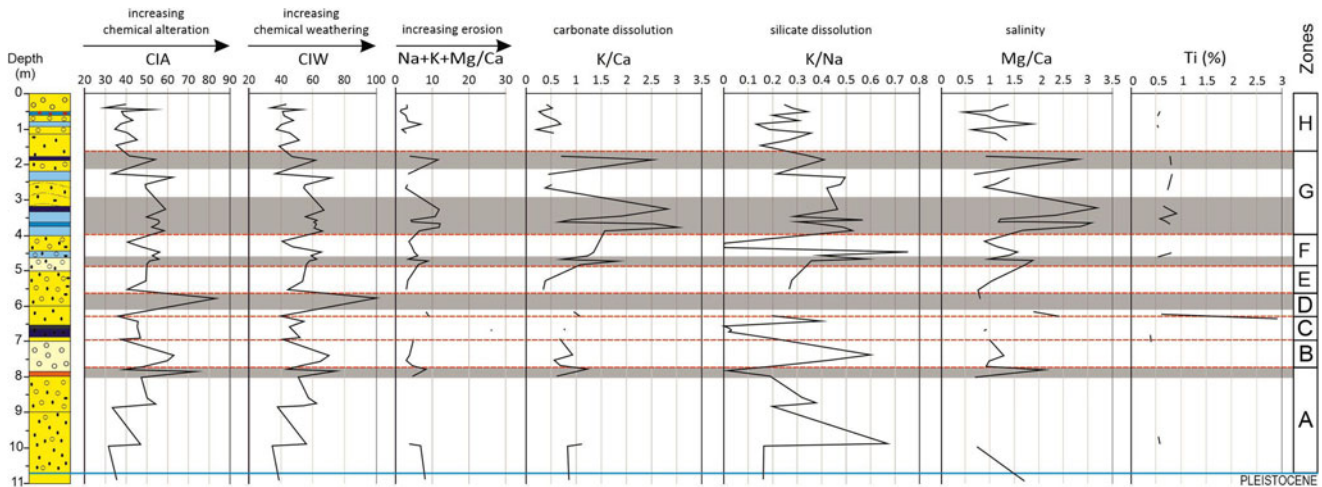 increasing
chemical alteration
increasing
chemical weathering
increasing erosion
carbonate dissolution
silicate dissolution
salinity
Depth
(m)
CIA
CIW
Na+K+Mg/Ca
K/Ca
K/Na
Mg/Ca
Ti (%)
Zones
20 30 40 50 60 70 80 90
20 40 60 80 100
0 10 20 30
0 0.5 1 1.5 2 2.5 3 3.5
0 0.1 0.2 0.3 0.4 0.5 0.6 0.7 0.8
0 0.5 1 1.5 2 2.5 3 3.5
0 0.5 1 1.5 2 2.5 3
0
1
2
3
4
5
6
7
8
9
10
11
H
G
F
E
D
C
B
A
PLEISTOCENE